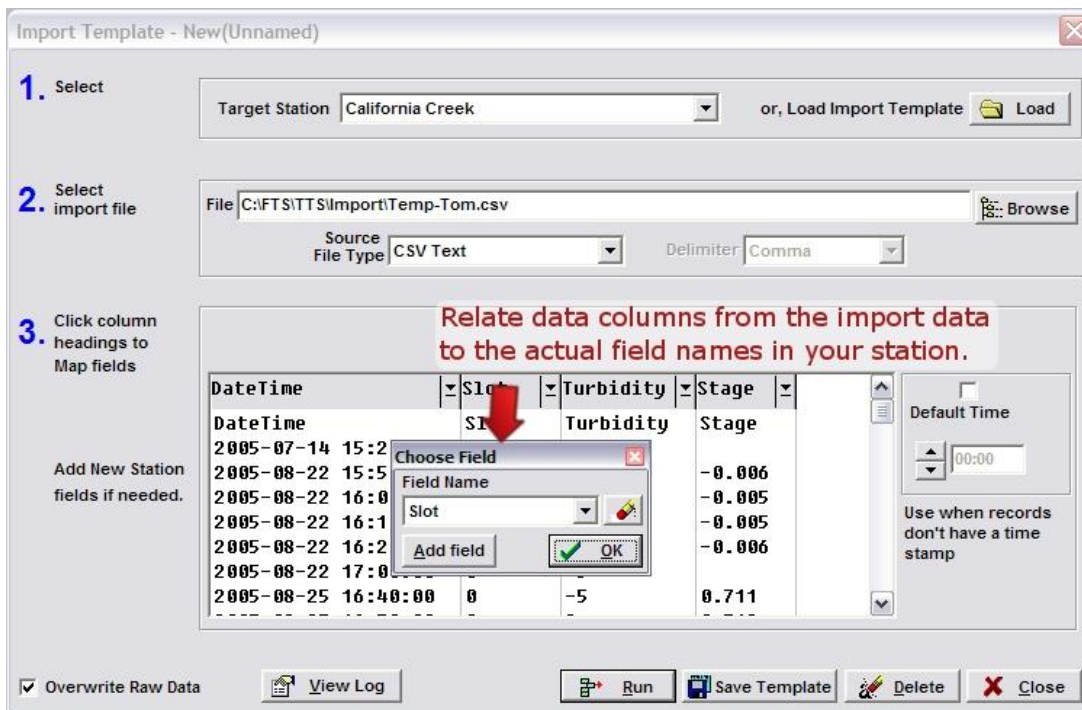 Import Template - New(Unnamed)
1. Select
Target Station California Creek or, Load Import Template Load
2. Select
import file
File C:\FTS\TTS\Import\Temp-Tom.csv Browse
Source
File Type CSV Text Delimiter Comma
3. Click column
headings to
Map fields
Relate data columns from the import data
to the actual field names in your station.
DateTime Slot Turbidity Stage
DateTime Turbidity Stage
2005-07-14 15:2
2005-08-22 15:5 -0.006
2005-08-22 16:0 -0.005
2005-08-22 16:1 -0.005
2005-08-22 16:2 -0.006
2005-08-22 17:0
2005-08-25 16:40:00 0 -5 0.711
Choose Field
Field Name
Slot
Add field OK
Add New Station
fields if needed.
Default Time
00:00
Use when records
don't have a time
stamp
Overwrite Raw Data View Log Run Save Template Delete Close